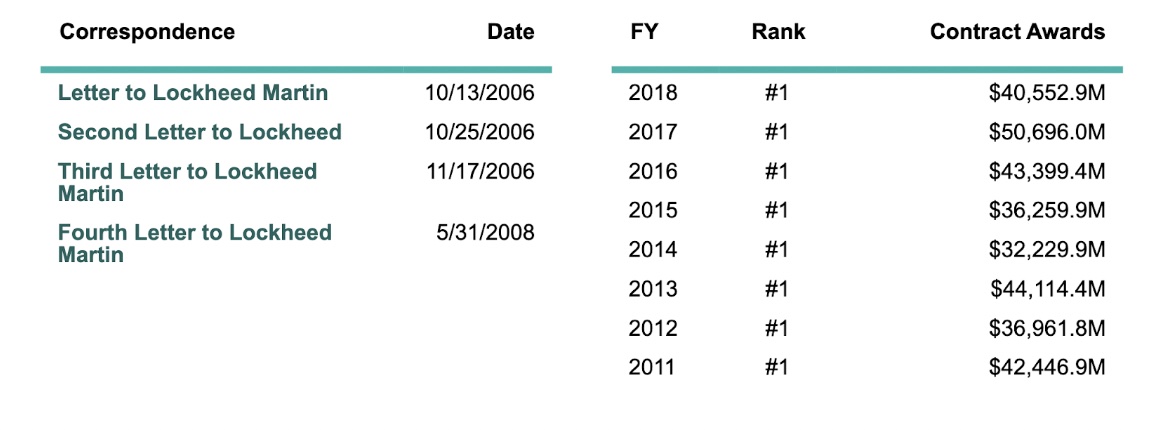 Correspondence Date
Letter to Lockheed Martin 10/13/2006
Second Letter to Lockheed 10/25/2006
Third Letter to Lockheed 11/17/2006
Martin
Fourth Letter to Lockheed 5/31/2008
Martin
FY Rank Contract Awards
2018 #1 $40,552.9M
2017 #1 $50,696.0M
2016 #1 $43,399.4M
2015 #1 $36,259.9M
2014 #1 $32,229.9M
2013 #1 $44,114.4M
2012 #1 $36,961.8M
2011 #1 $42,446.9M